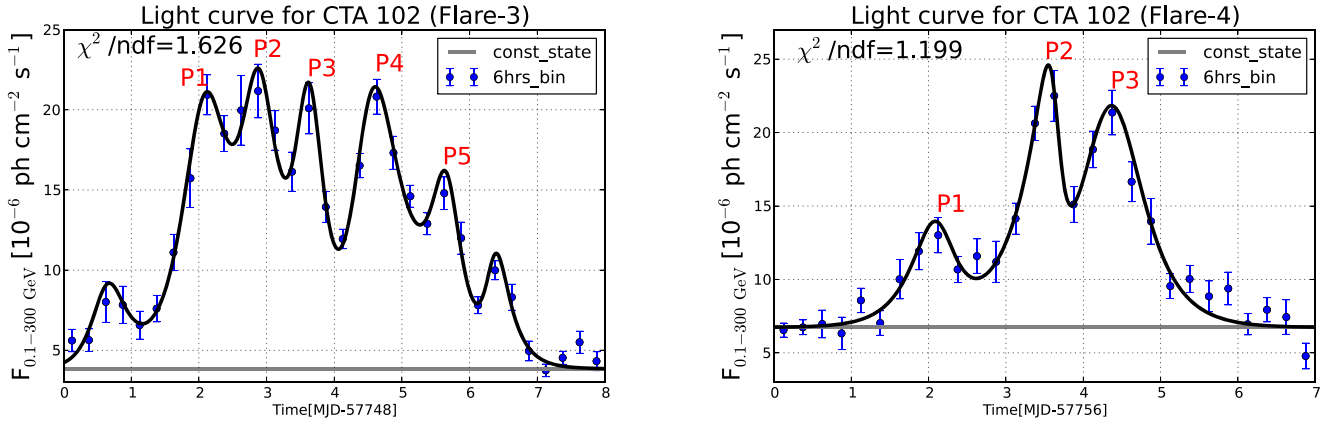 Light curve for CTA 102 (Flare-3)
χ² /ndf=1.626
const_state
6hrs_bin
P1
P2
P3
P4
P5
F₀.₁₋₃₀₀ GeV [10⁻⁶ ph cm⁻² s⁻¹]
25
20
15
10
5
0 1 2 3 4 5 6 7 8
Time[MJD-57748]
Light curve for CTA 102 (Flare-4)
χ² /ndf=1.199
const_state
6hrs_bin
P1
P2
P3
F₀.₁₋₃₀₀ GeV [10⁻⁶ ph cm⁻² s⁻¹]
25
20
15
10
5
0 1 2 3 4 5 6 7
Time[MJD-57756]